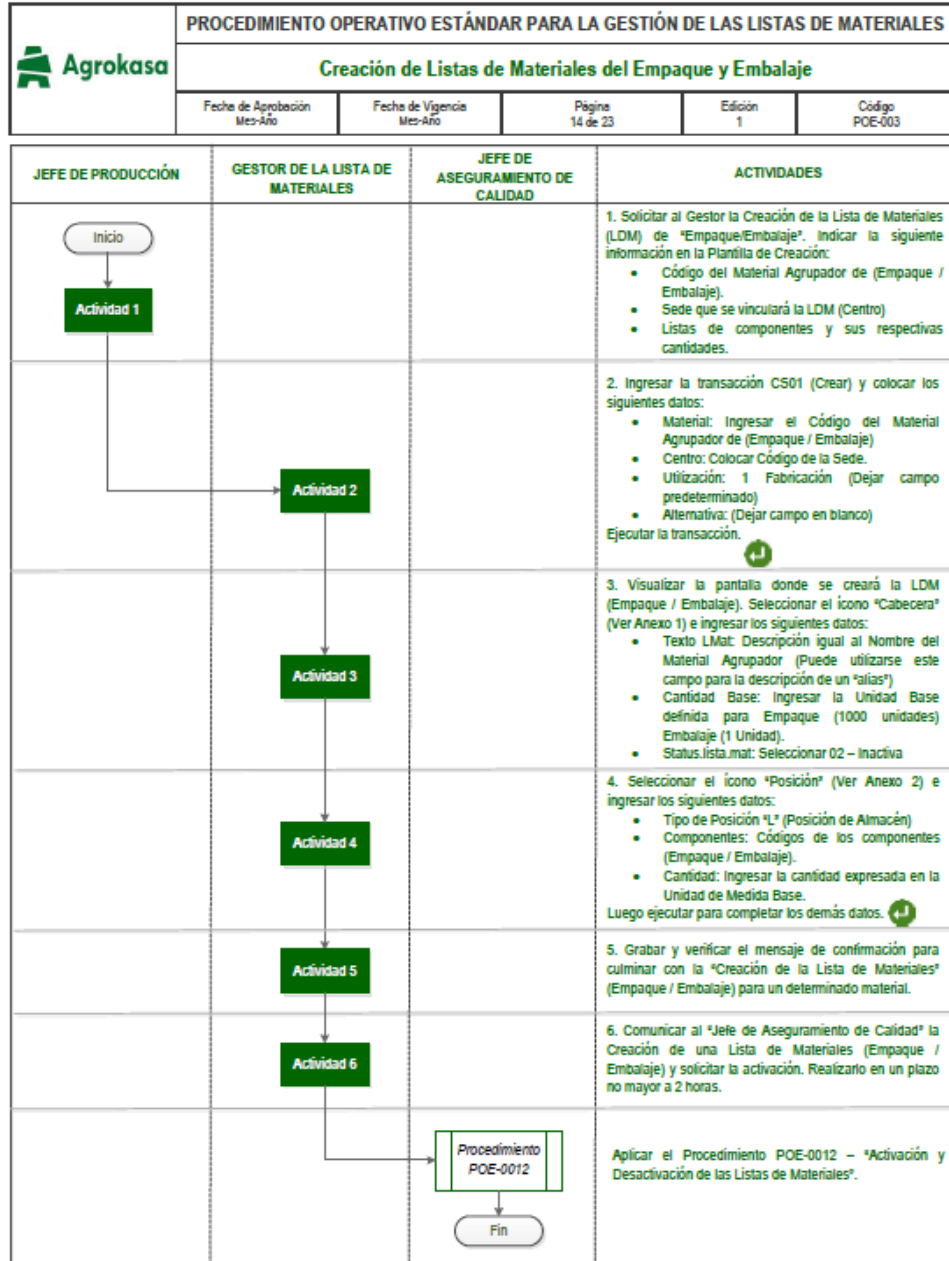 Agrokasa
PROCEDIMIENTO OPERATIVO ESTÁNDAR PARA LA GESTIÓN DE LAS LISTAS DE MATERIALES
Creación de Listas de Materiales del Empaque y Embalaje
Fecha de Aprobación
Mes-Año
Fecha de Vigencia
Mes-Año
Página
14 de 23
Edición
1
Código
POE-003
JEFE DE PRODUCCIÓN
GESTOR DE LA LISTA DE
MATERIALES
JEFE DE
ASEGURAMIENTO DE
CALIDAD
ACTIVIDADES
Inicio
Actividad 1
1. Solicitar al Gestor la Creación de la Lista de Materiales
(LDM) de "Empaque/Embalaje". Indicar la siguiente
información en la Plantilla de Creación:
• Código del Material Agrupador de (Empaque /
Embalaje).
• Sede que se vinculará la LDM (Centro)
• Listas de componentes y sus respectivas
cantidades.
Actividad 2
2. Ingresar la transacción CS01 (Crear) y colocar los
siguientes datos:
• Material: Ingresar el Código del Material
Agrupador de (Empaque / Embalaje)
• Centro: Colocar Código de la Sede.
• Utilización: 1 Fabricación (Dejar campo
predeterminado)
• Alternativa: (Dejar campo en blanco)
Ejecutar la transacción.
Actividad 3
3. Visualizar la pantalla donde se creará la LDM
(Empaque / Embalaje). Seleccionar el ícono "Cabecera"
(Ver Anexo 1) e ingresar los siguientes datos:
• Texto LMat: Descripción igual al Nombre del
Material Agrupador (Puede utilizarse este
campo para la descripción de un "alias")
• Cantidad Base: Ingresar la Unidad Base
definida para Empaque (1000 unidades)
Embalaje (1 Unidad).
• Status.lista.mat: Seleccionar 02 – Inactiva
Actividad 4
4. Seleccionar el ícono "Posición" (Ver Anexo 2) e
ingresar los siguientes datos:
• Tipo de Posición "L" (Posición de Almacén)
• Componentes: Códigos de los componentes
(Empaque / Embalaje).
• Cantidad: Ingresar la cantidad expresada en la
Unidad de Medida Base.
Luego ejecutar para completar los demás datos.
Actividad 5
5. Grabar y verificar el mensaje de confirmación para
culminar con la "Creación de la Lista de Materiales"
(Empaque / Embalaje) para un determinado material.
Actividad 6
6. Comunicar al "Jefe de Aseguramiento de Calidad" la
Creación de una Lista de Materiales (Empaque /
Embalaje) y solicitar la activación. Realizarlo en un plazo
no mayor a 2 horas.
Procedimiento
POE-0012
Aplicar el Procedimiento POE-0012 – "Activación y
Desactivación de las Listas de Materiales".
Fin